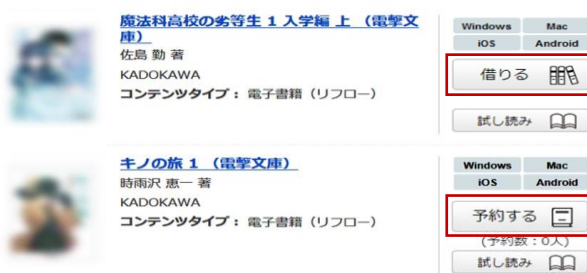 魔法科高校の劣等生 1 入学編 上 （電撃文
庫）
佐島 勤 著
KADOKAWA
コンテンツタイプ： 電子書籍（リフロー）
Windows Mac
iOS Android
借りる
試し読み
キノの旅 1 （電撃文庫）
時雨沢 恵一 著
KADOKAWA
コンテンツタイプ： 電子書籍（リフロー）
Windows Mac
iOS Android
予約する
（予約数：0人）
試し読み